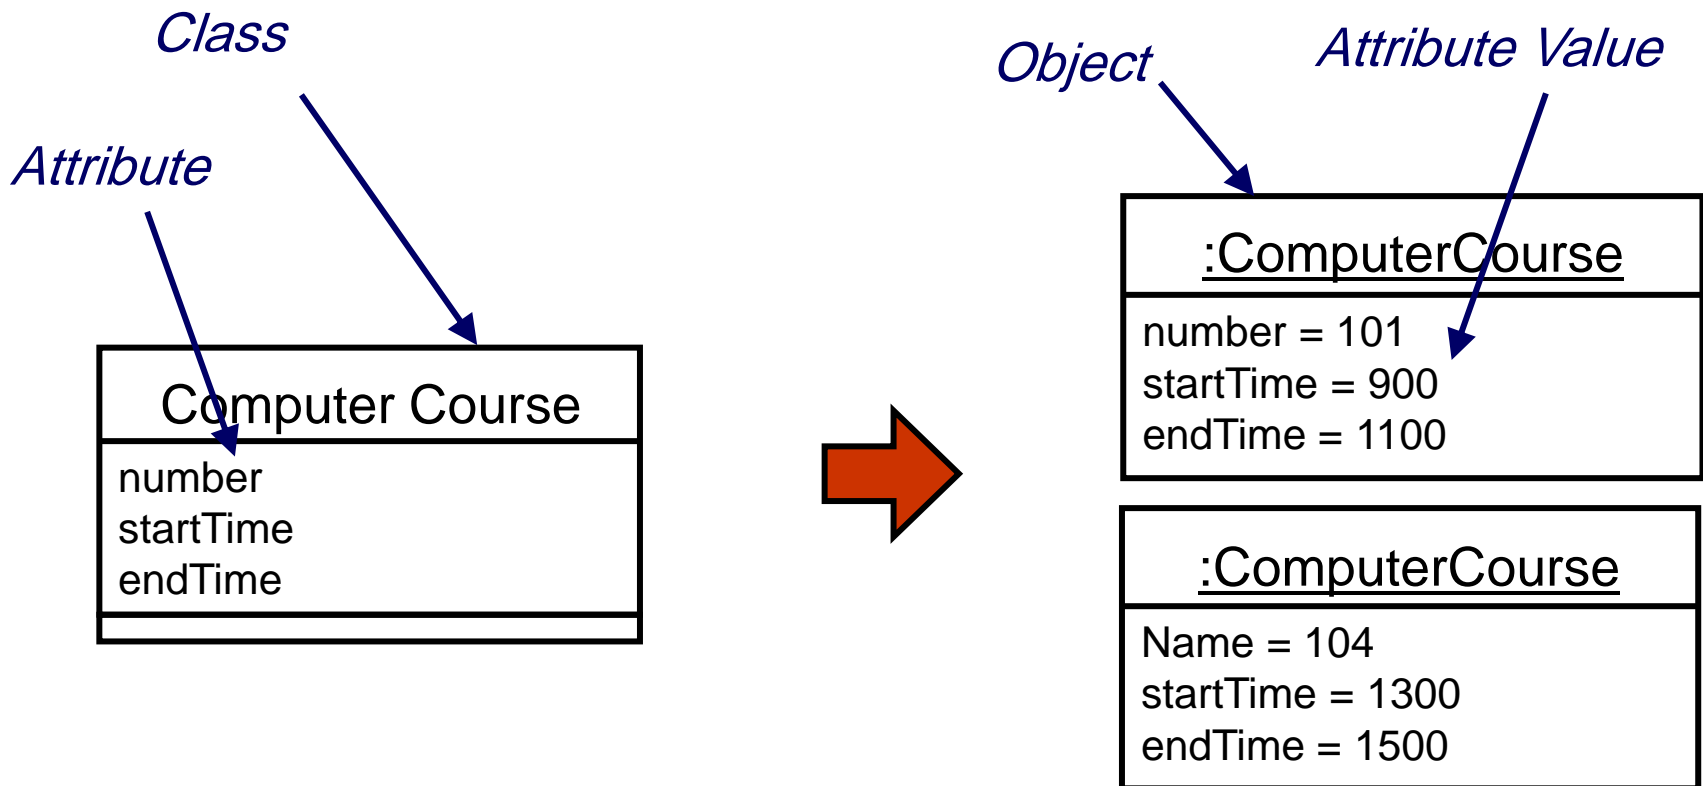 Class
Attribute
Computer Course
number
startTime
endTime
Object
Attribute Value
:ComputerCourse
number = 101
startTime = 900
endTime = 1100
:ComputerCourse
Name = 104
startTime = 1300
endTime = 1500